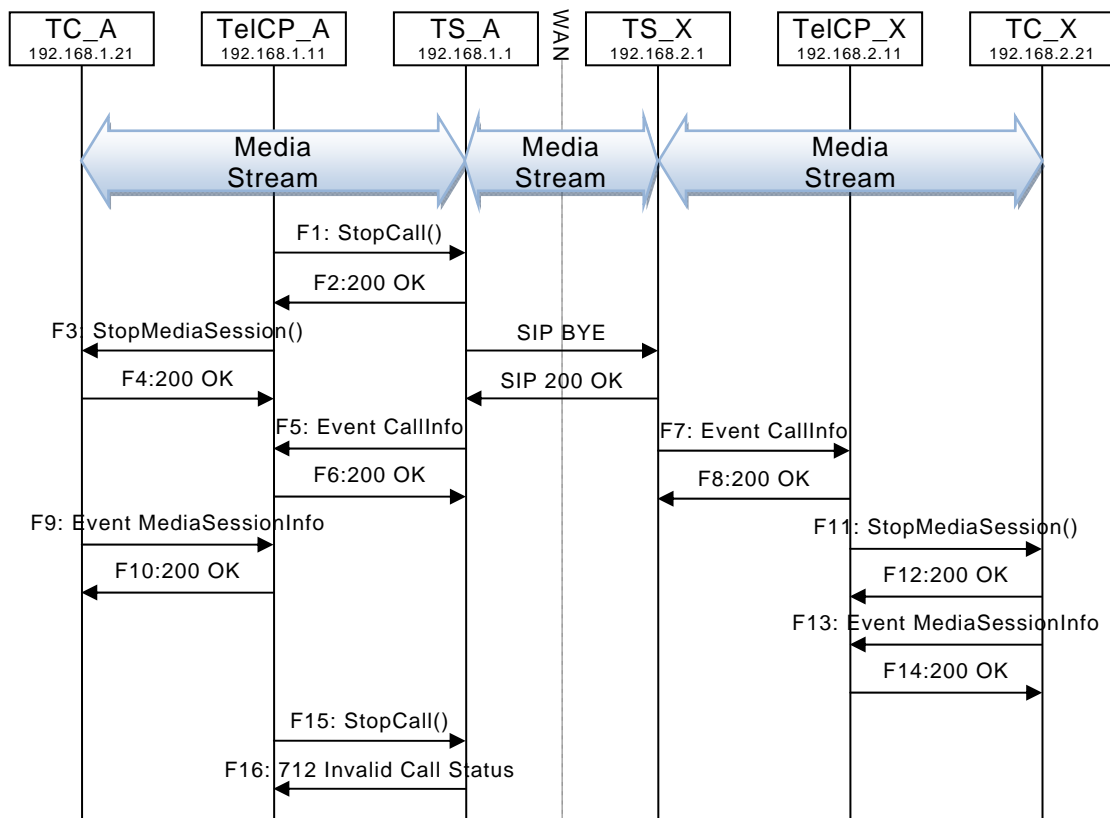 TC_A
192.168.1.21
TelCP_A
192.168.1.11
TS_A
192.168.1.1
WAN
TS_X
192.168.2.1
TelCP_X
192.168.2.11
TC_X
192.168.2.21
Media
Stream
Media
Stream
Media
Stream
F1: StopCall()
F2:200 OK
F3: StopMediaSession()
SIP BYE
F4:200 OK
SIP 200 OK
F5: Event CallInfo
F7: Event CallInfo
F6:200 OK
F8:200 OK
F9: Event MediaSessionInfo
F11: StopMediaSession()
F10:200 OK
F12:200 OK
F13: Event MediaSessionInfo
F14:200 OK
F15: StopCall()
F16: 712 Invalid Call Status